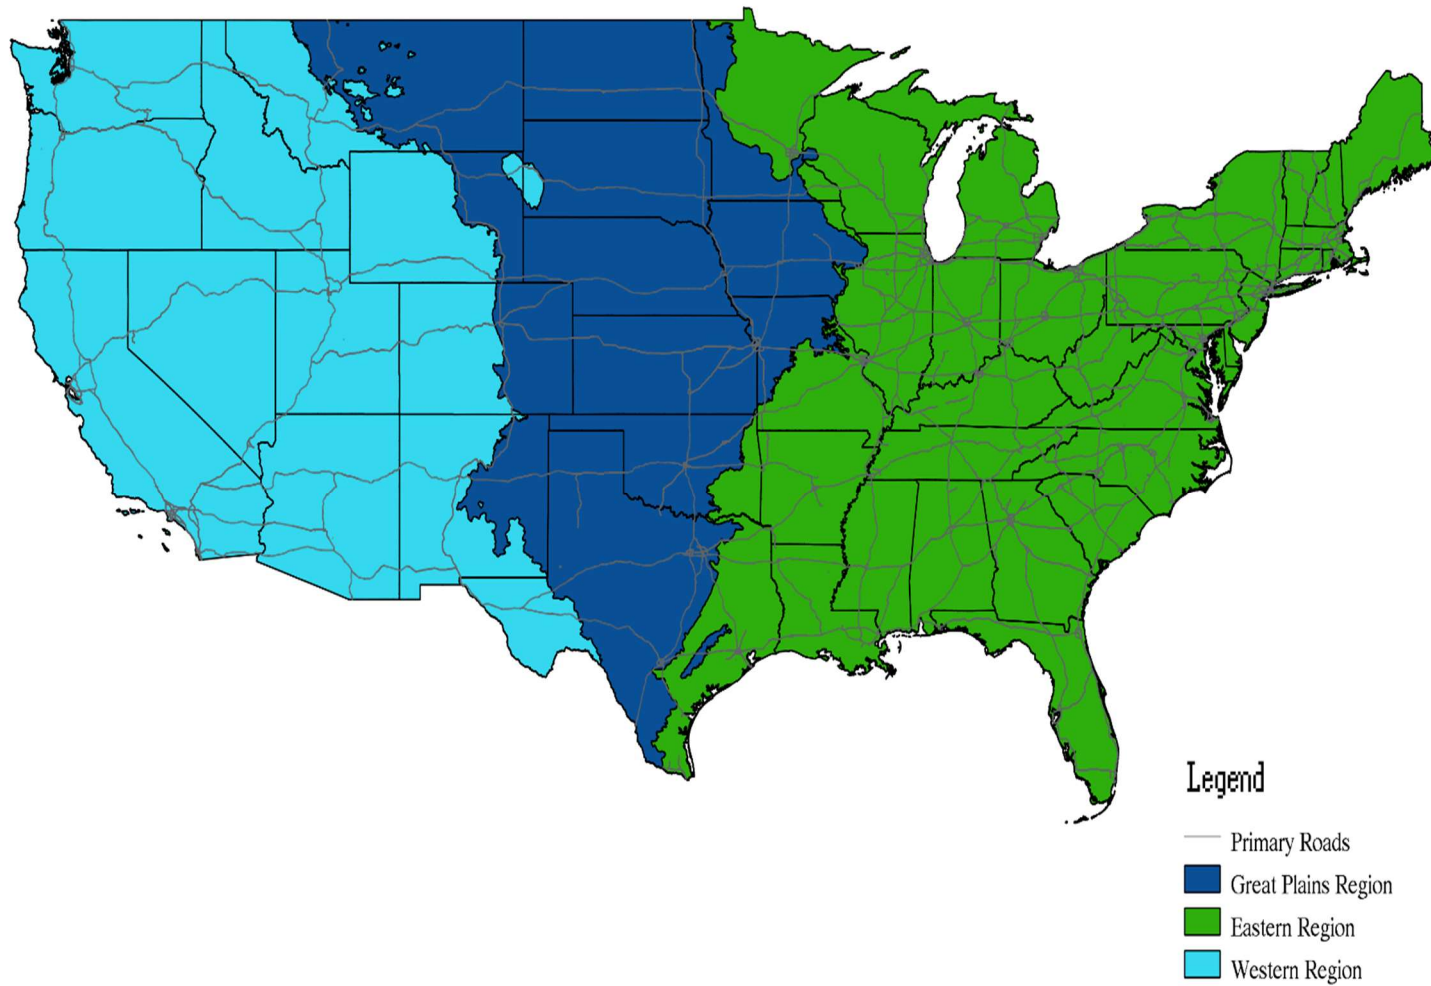 Legend
Primary Roads
Great Plains Region
Eastern Region
Western Region